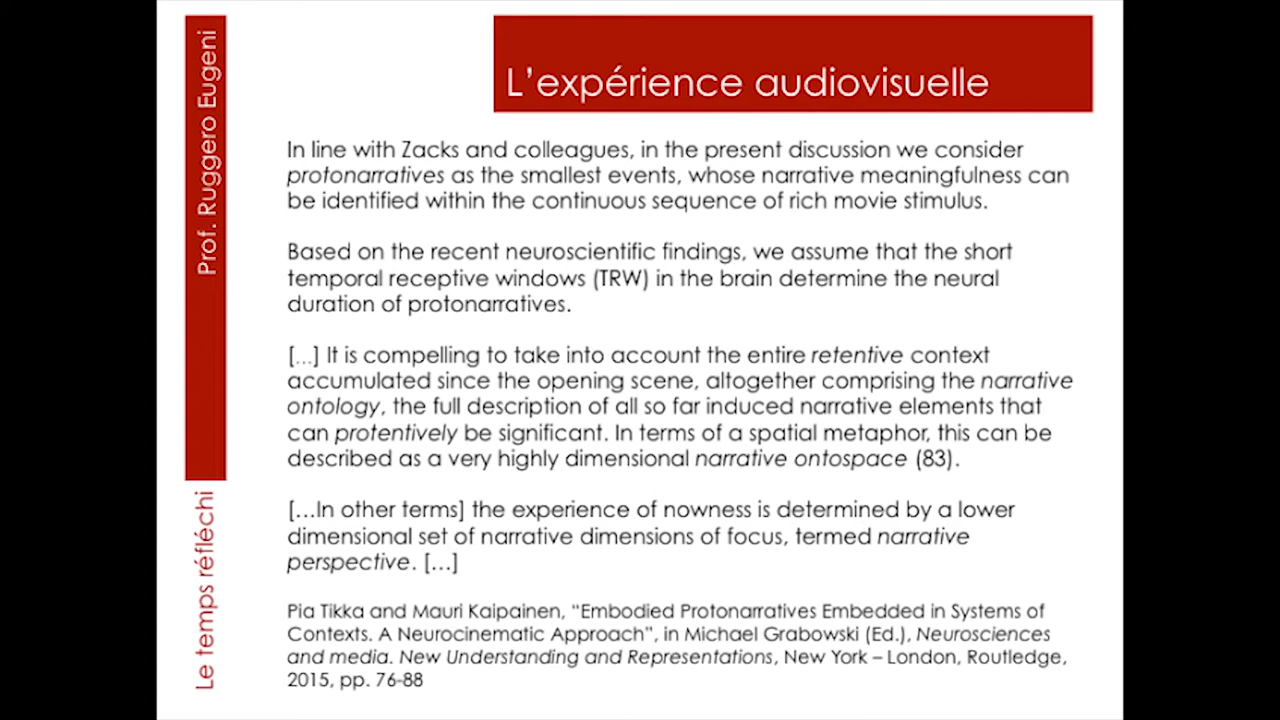 Prof. Ruggero Eugeni
Le temps réfléchi
L'expérience audiovisuelle
In line with Zacks and colleagues, in the present discussion we consider
protonarratives as the smallest events, whose narrative meaningfulness can
be identified within the continuous sequence of rich movie stimulus.
Based on the recent neuroscientific findings, we assume that the short
temporal receptive windows (TRW) in the brain determine the neural
duration of protonarratives.
[...] It is compelling to take into account the entire retentive context
accumulated since the opening scene, altogether comprising the narrative
ontology, the full description of all so far induced narrative elements that
can protentively be significant. In terms of a spatial metaphor, this can be
described as a very highly dimensional narrative ontospace (83).
[...In other terms] the experience of nowness is determined by a lower
dimensional set of narrative dimensions of focus, termed narrative
perspective. [...]
Pia Tikka and Mauri Kaipainen, "Embodied Protonarratives Embedded in Systems of
Contexts. A Neurocinematic Approach", in Michael Grabowski (Ed.), Neurosciences
and media. New Understanding and Representations, New York – London, Routledge,
2015, pp. 76-88